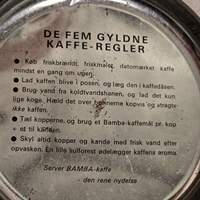 DE FEM GYLDNE
KAFFE-REGLER
● Køb friskbrændt, friskmalet, datomærket kaffe
mindst en gang om ugen.
● Lad kaffen blive i posen, og læg den i kaffedåsen.
● Brug vand fra koldtvandshanen, og lad det kun
lige koge. Hæld det over bønnerne kopvis og atrægte
ikke kaffen.
● Tæl kopperne, og brug et Bamba-kaffemål pr. kop
+ et til kanden.
● Skyl altid kopper og kande med frisk vand efter
opvasken. En lille sulforest ødelægger kaffens aroma.
Server BAMBA-kaffe
- den rene nydelse